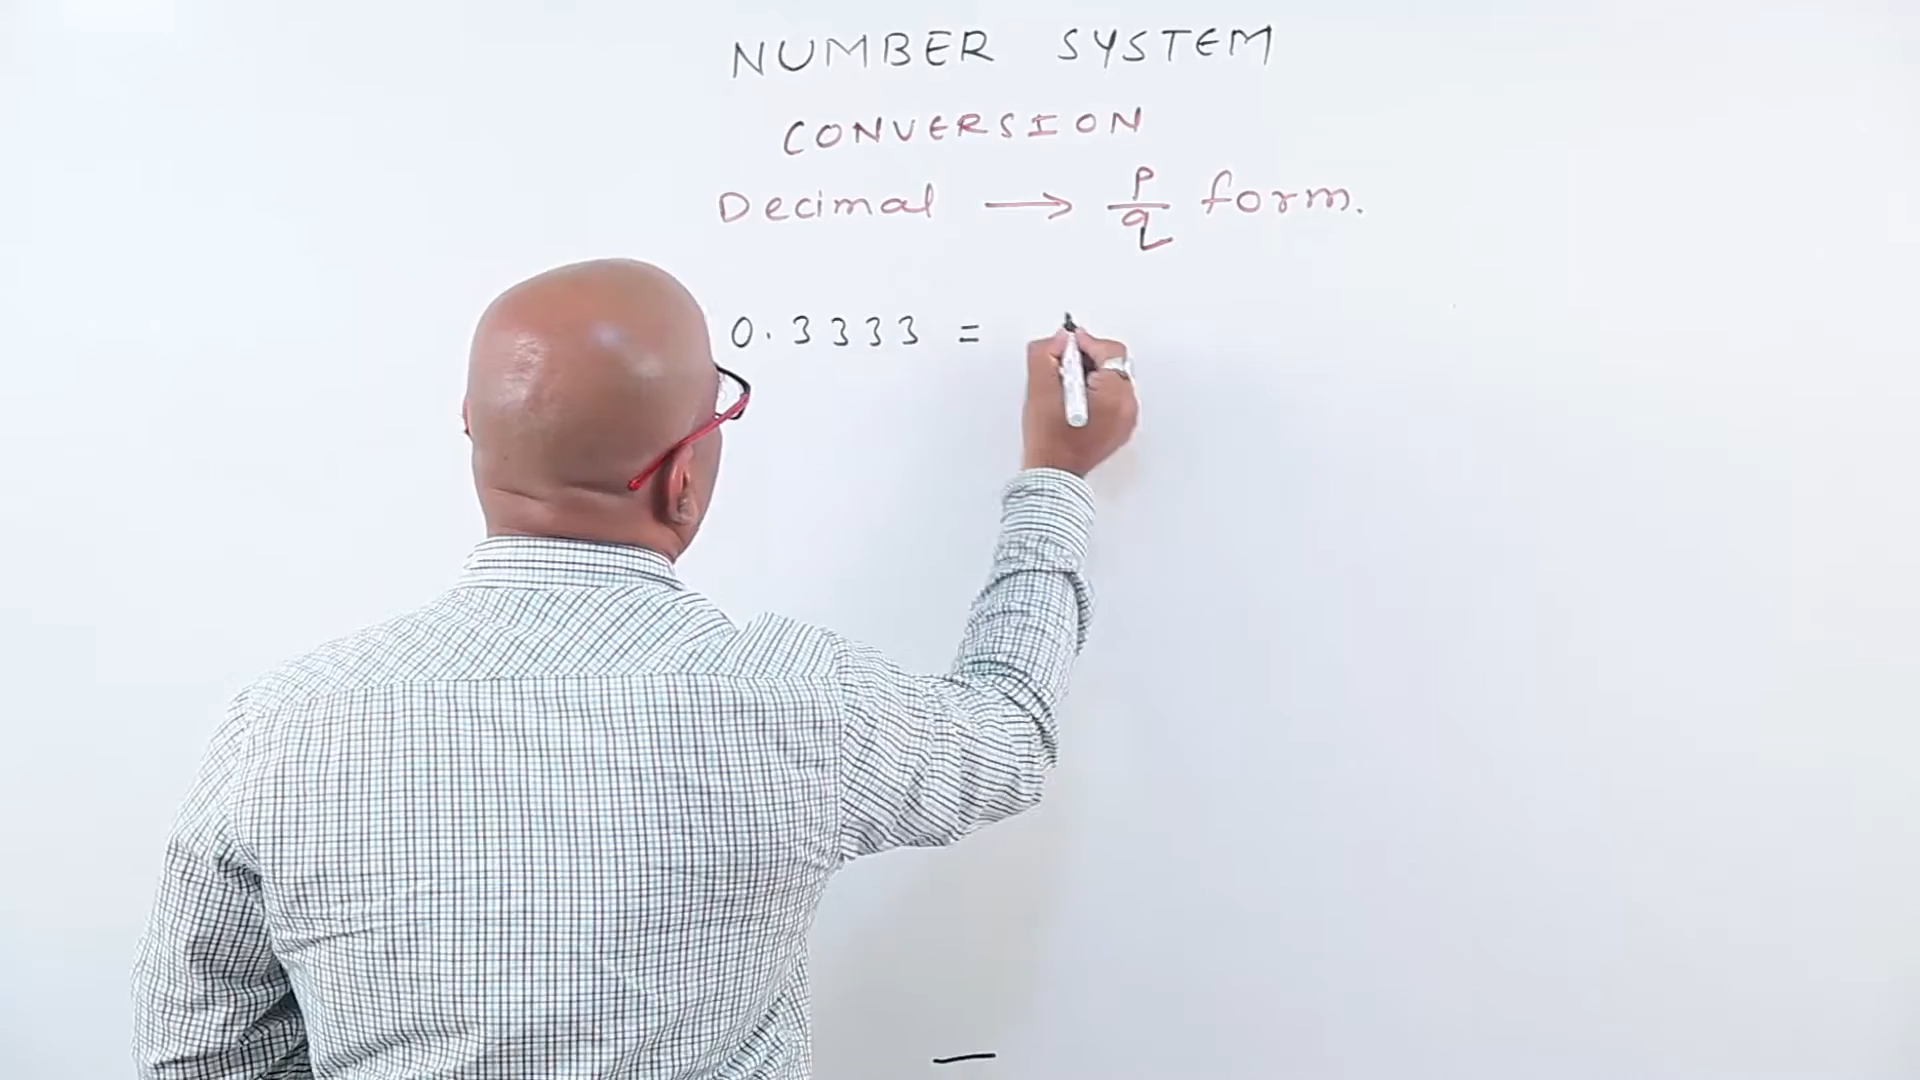 NUMBER SYSTEM
CONVERSION
Decimal → p/q form.
0.3333 =